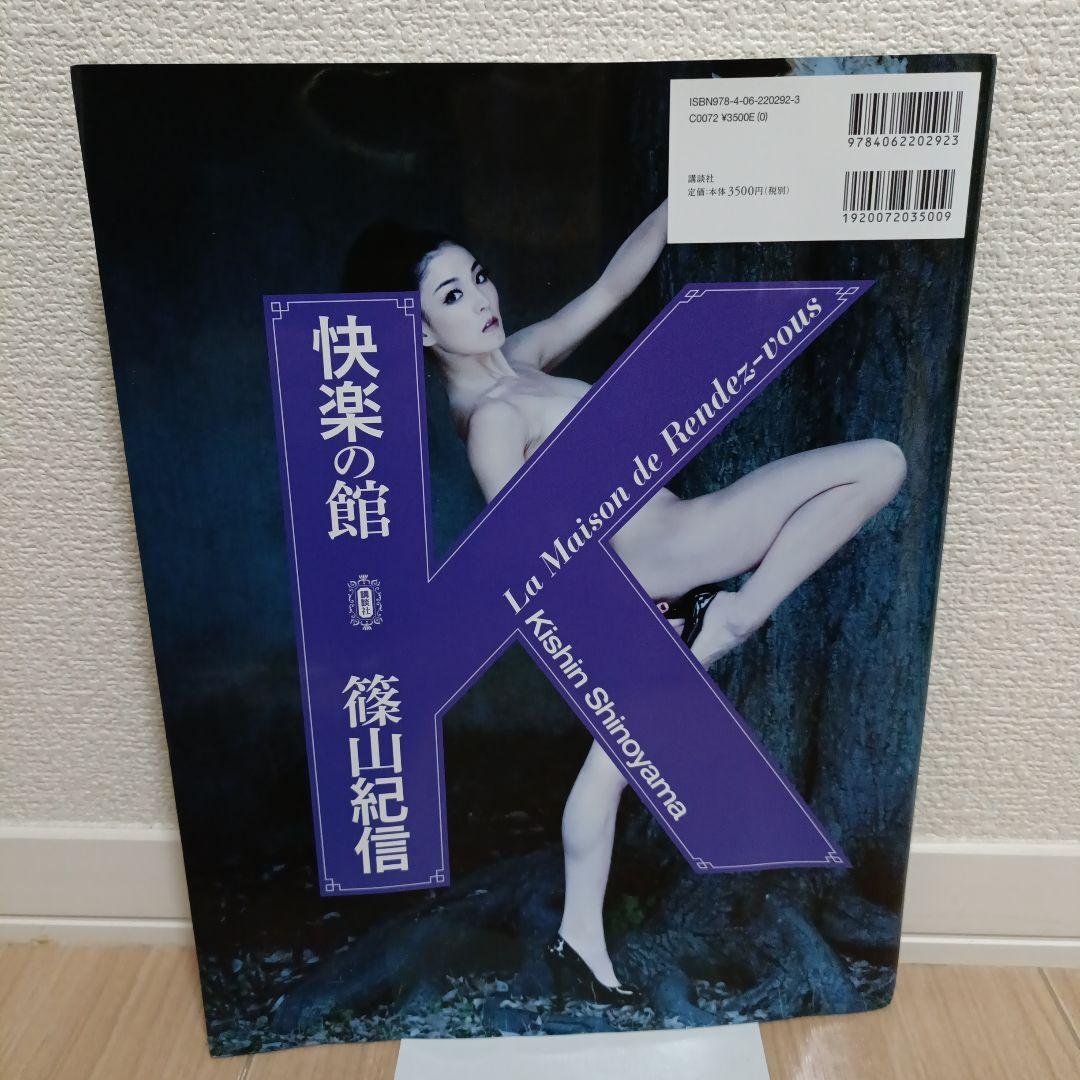 ISBN978-4-06-220292-3
C0072 ¥3500E (0)
9784062202923
講談社
定価：本体3500円（税別）
1920072035009
快楽の館
講談社
篠山紀信
La Maison de Rendez-vous
Kishin Shinoyama